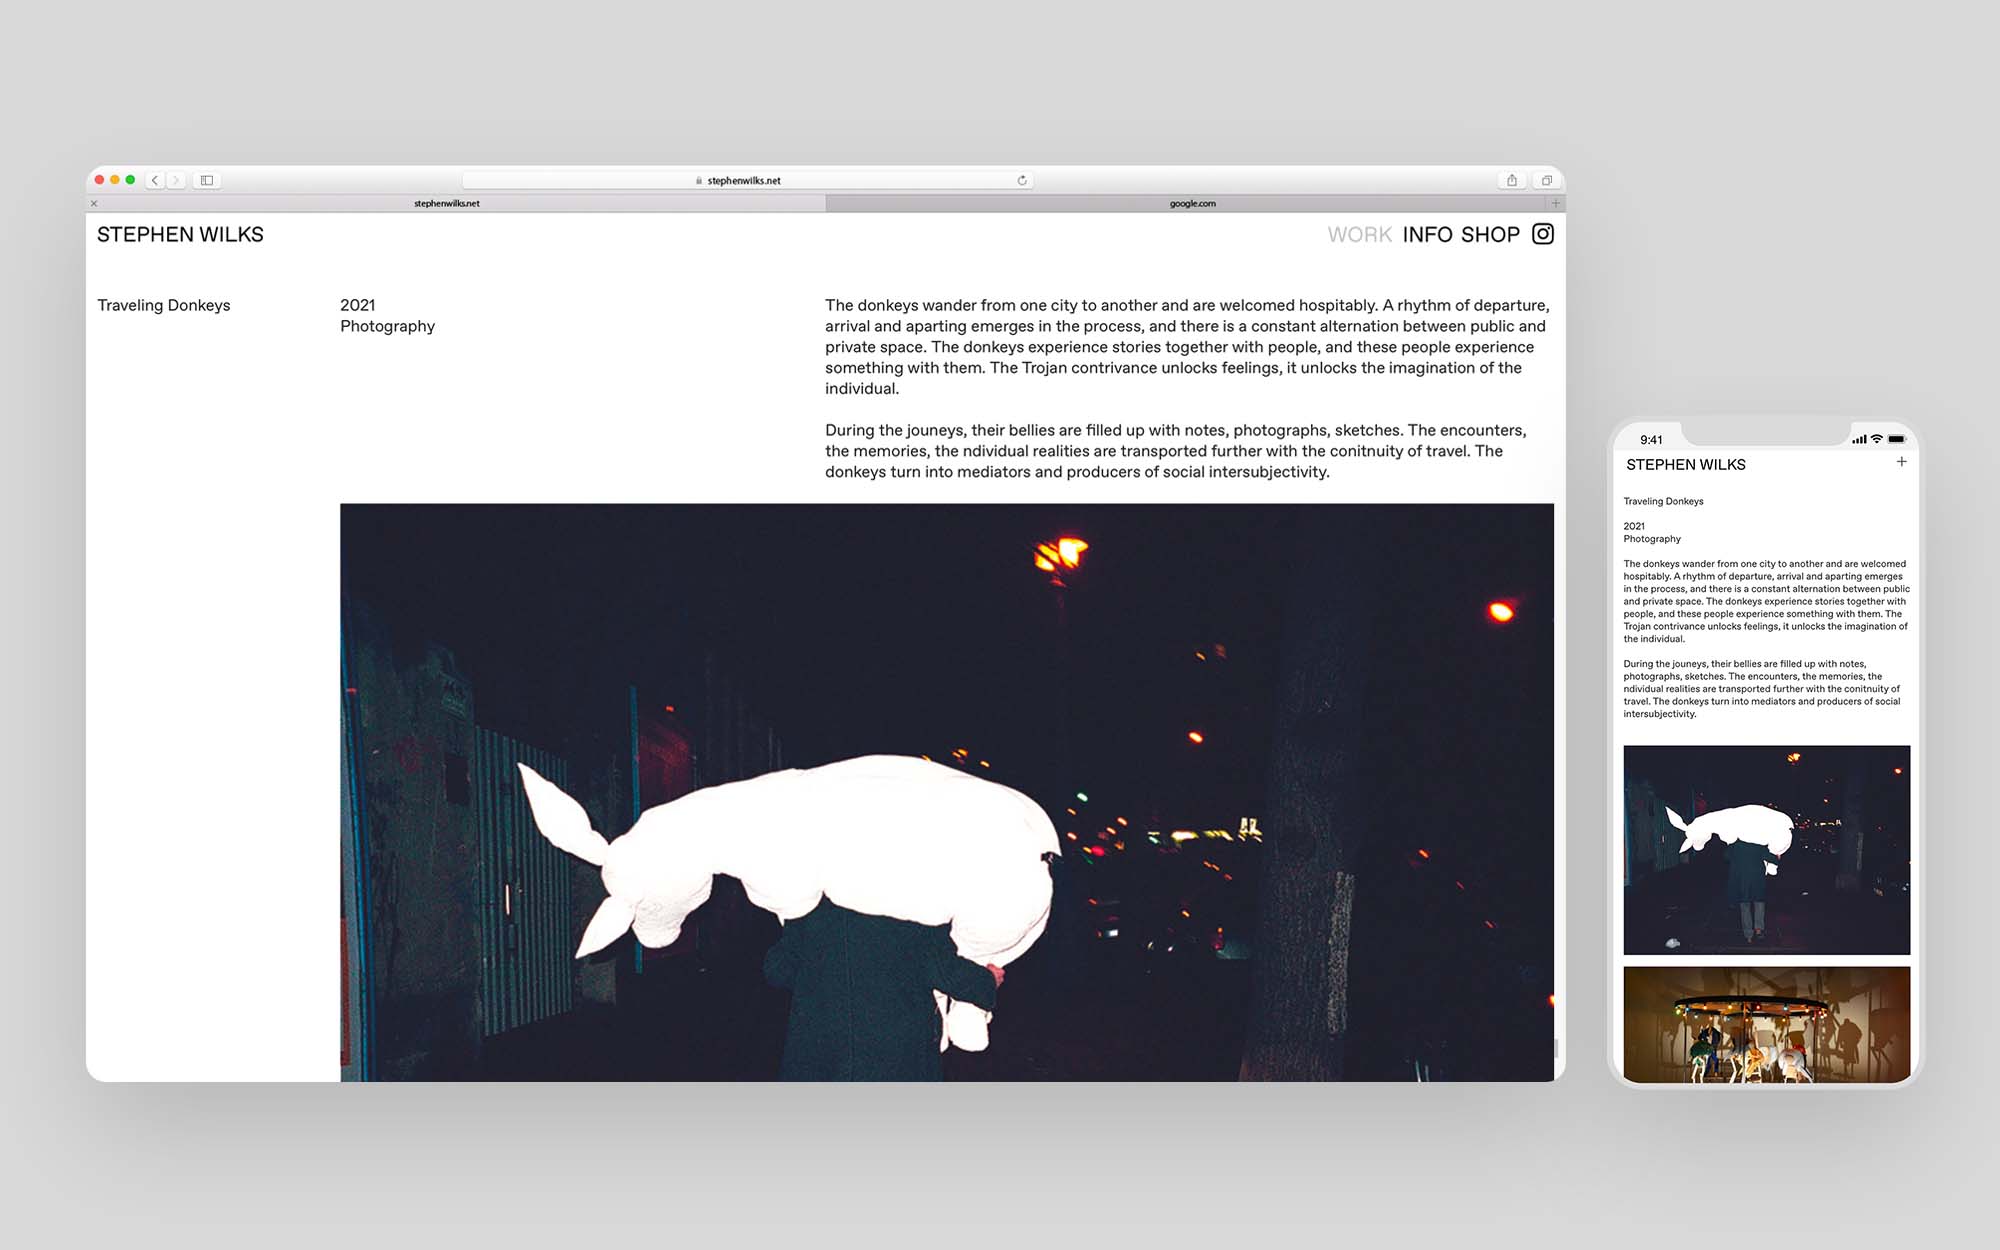 stephenwilks.net
stephenwilks.net
google.com
STEPHEN WILKS
WORK INFO SHOP
Traveling Donkeys
2021
Photography
The donkeys wander from one city to another and are welcomed hospitably. A rhythm of departure,
arrival and aparting emerges in the process, and there is a constant alternation between public and
private space. The donkeys experience stories together with people, and these people experience
something with them. The Trojan contrivance unlocks feelings, it unlocks the imagination of the
individual.
During the jouneys, their bellies are filled up with notes, photographs, sketches. The encounters,
the memories, the ndividual realities are transported further with the conitnuity of travel. The
donkeys turn into mediators and producers of social intersubjectivity.
9:41
STEPHEN WILKS
Traveling Donkeys
2021
Photography
The donkeys wander from one city to another and are welcomed
hospitably. A rhythm of departure, arrival and aparting emerges
in the process, and there is a constant alternation between public
and private space. The donkeys experience stories together with
people, and these people experience something with them. The
Trojan contrivance unlocks feelings, it unlocks the imagination of
the individual.
During the jouneys, their bellies are filled up with notes,
photographs, sketches. The encounters, the memories, the
ndividual realities are transported further with the conitnuity of
travel. The donkeys turn into mediators and producers of social
intersubjectivity.